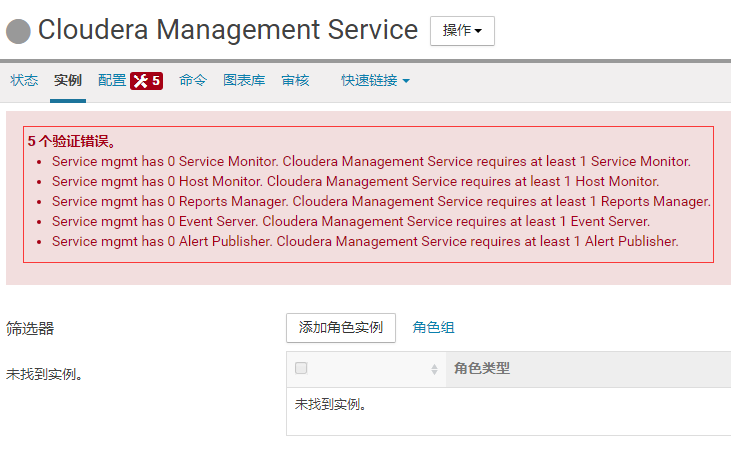 Cloudera Management Service 操作
状态 实例 配置 5 命令 图表库 审核 快速链接
5 个验证错误。
Service mgmt has 0 Service Monitor. Cloudera Management Service requires at least 1 Service Monitor.
Service mgmt has 0 Host Monitor. Cloudera Management Service requires at least 1 Host Monitor.
Service mgmt has 0 Reports Manager. Cloudera Management Service requires at least 1 Reports Manager.
Service mgmt has 0 Event Server. Cloudera Management Service requires at least 1 Event Server.
Service mgmt has 0 Alert Publisher. Cloudera Management Service requires at least 1 Alert Publisher.
筛选器
未找到实例。
添加角色实例 角色组
角色类型
未找到实例。